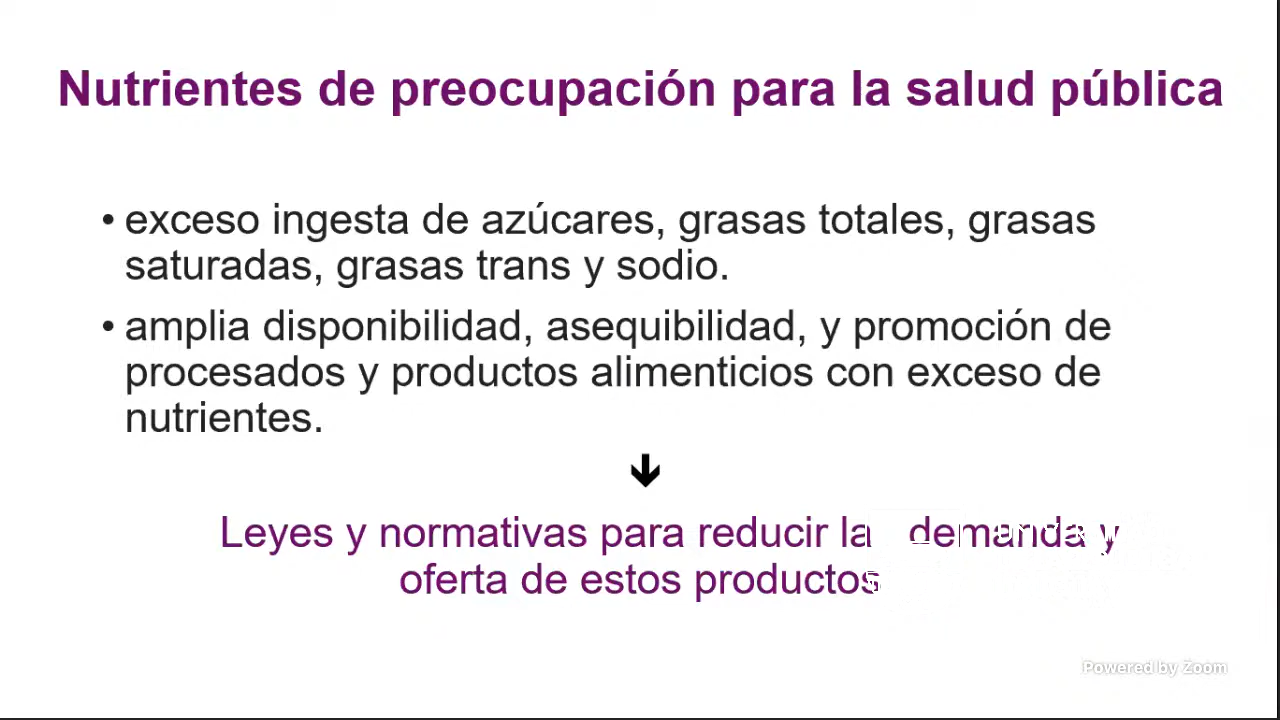 Nutrientes de preocupación para la salud pública
• exceso ingesta de azúcares, grasas totales, grasas
saturadas, grasas trans y sodio.
• amplia disponibilidad, asequibilidad, y promoción de
procesados y productos alimenticios con exceso de
nutrientes.
Leyes y normativas para reducir la demanda y
oferta de estos productos
Powered by Zoom